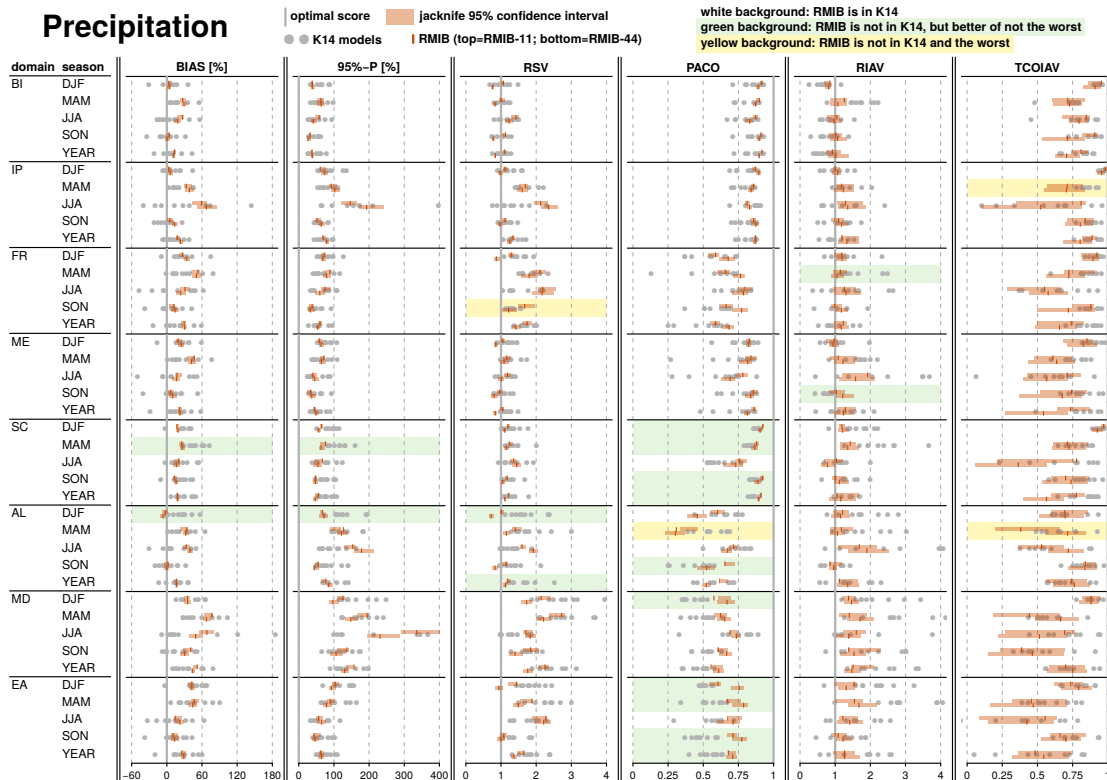 Precipitation
optimal score
jacknife 95% confidence interval
K14 models
RMIB (top=RMIB-11; bottom=RMIB-44)
white background: RMIB is in K14
green background: RMIB is not in K14, but better of not the worst
yellow background: RMIB is not in K14 and the worst
domain season BIAS [%] 95%-P [%] RSV PACO RIAV TCOIAV
BI DJF
MAM
JJA
SON
YEAR
IP DJF
MAM
JJA
SON
YEAR
FR DJF
MAM
JJA
SON
YEAR
ME DJF
MAM
JJA
SON
YEAR
SC DJF
MAM
JJA
SON
YEAR
AL DJF
MAM
JJA
SON
YEAR
MD DJF
MAM
JJA
SON
YEAR
EA DJF
MAM
JJA
SON
YEAR
-60 0 60 120 180 0 100 200 300 400 0 1 2 3 4 0 0.25 0.5 0.75 1 0 1 2 3 4 0 0.25 0.5 0.75 1